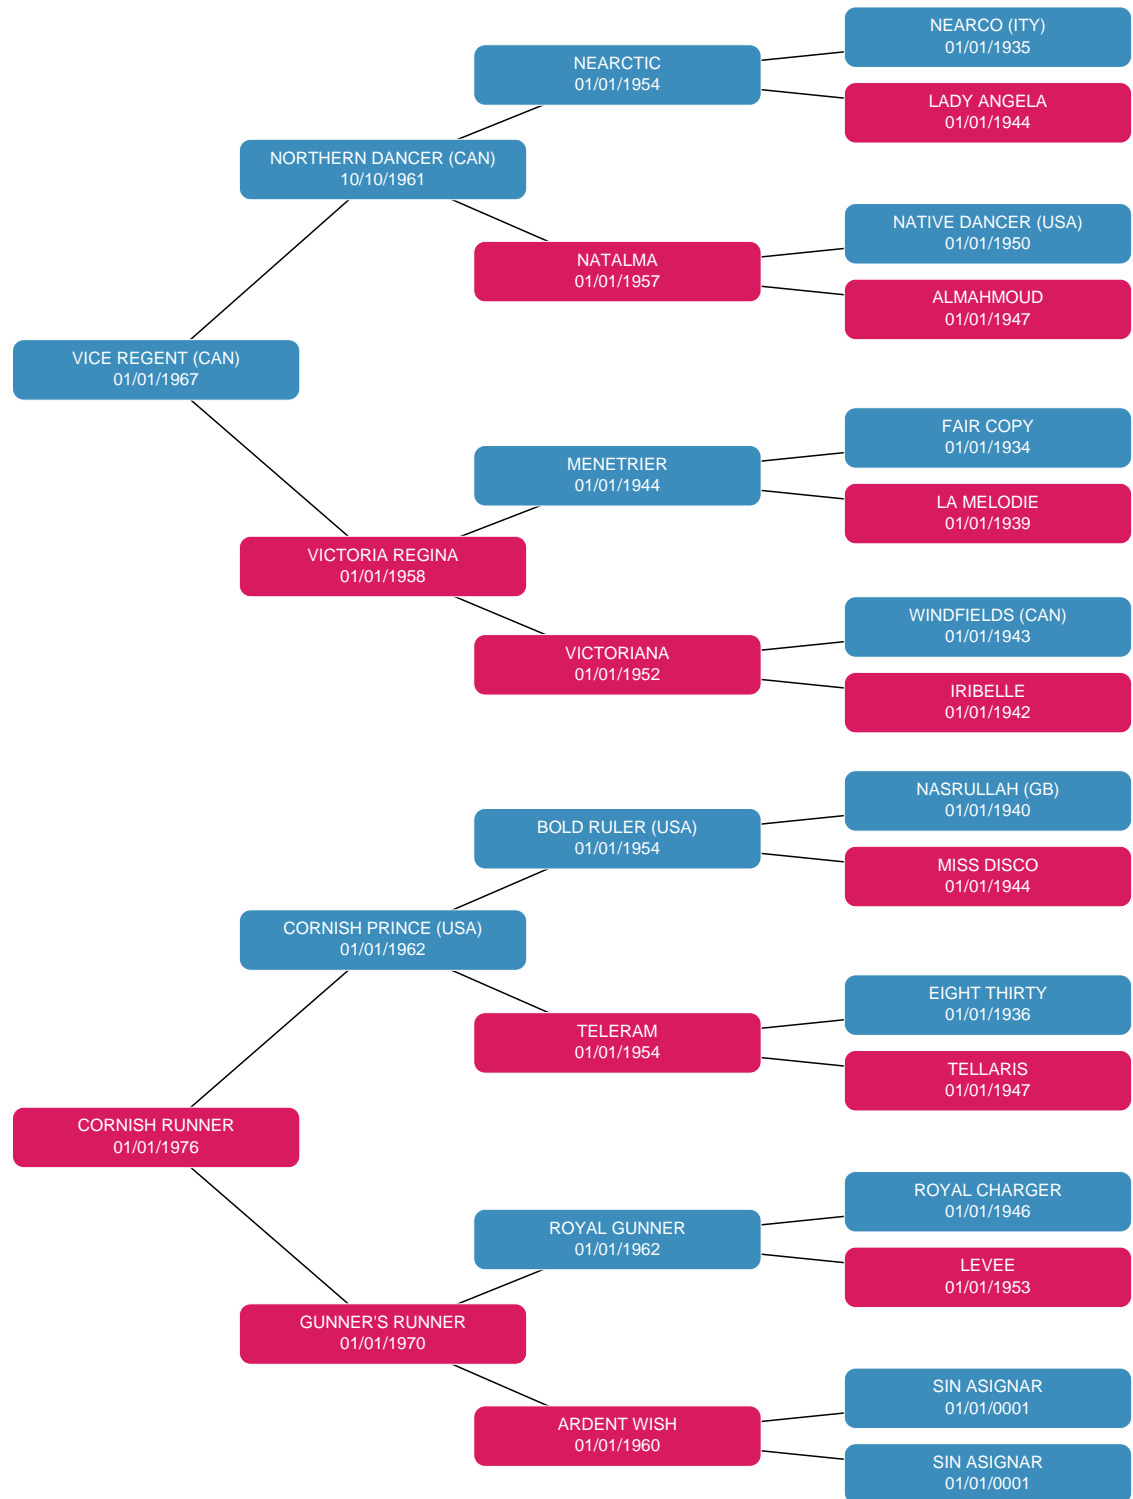 NEARCO (ITY)
01/01/1935
NEARCTIC
01/01/1954
LADY ANGELA
01/01/1944
NORTHERN DANCER (CAN)
10/10/1961
NATIVE DANCER (USA)
01/01/1950
NATALMA
01/01/1957
ALMAHMOUD
01/01/1947
VICE REGENT (CAN)
01/01/1967
FAIR COPY
01/01/1934
MENETRIER
01/01/1944
LA MELODIE
01/01/1939
VICTORIA REGINA
01/01/1958
WINDFIELDS (CAN)
01/01/1943
VICTORIANA
01/01/1952
IRIBELLE
01/01/1942
NASRULLAH (GB)
01/01/1940
BOLD RULER (USA)
01/01/1954
MISS DISCO
01/01/1944
CORNISH PRINCE (USA)
01/01/1962
EIGHT THIRTY
01/01/1936
TELERAM
01/01/1954
TELLARIS
01/01/1947
CORNISH RUNNER
01/01/1976
ROYAL CHARGER
01/01/1946
ROYAL GUNNER
01/01/1962
LEVEE
01/01/1953
GUNNER'S RUNNER
01/01/1970
SIN ASIGNAR
01/01/0001
ARDENT WISH
01/01/1960
SIN ASIGNAR
01/01/0001